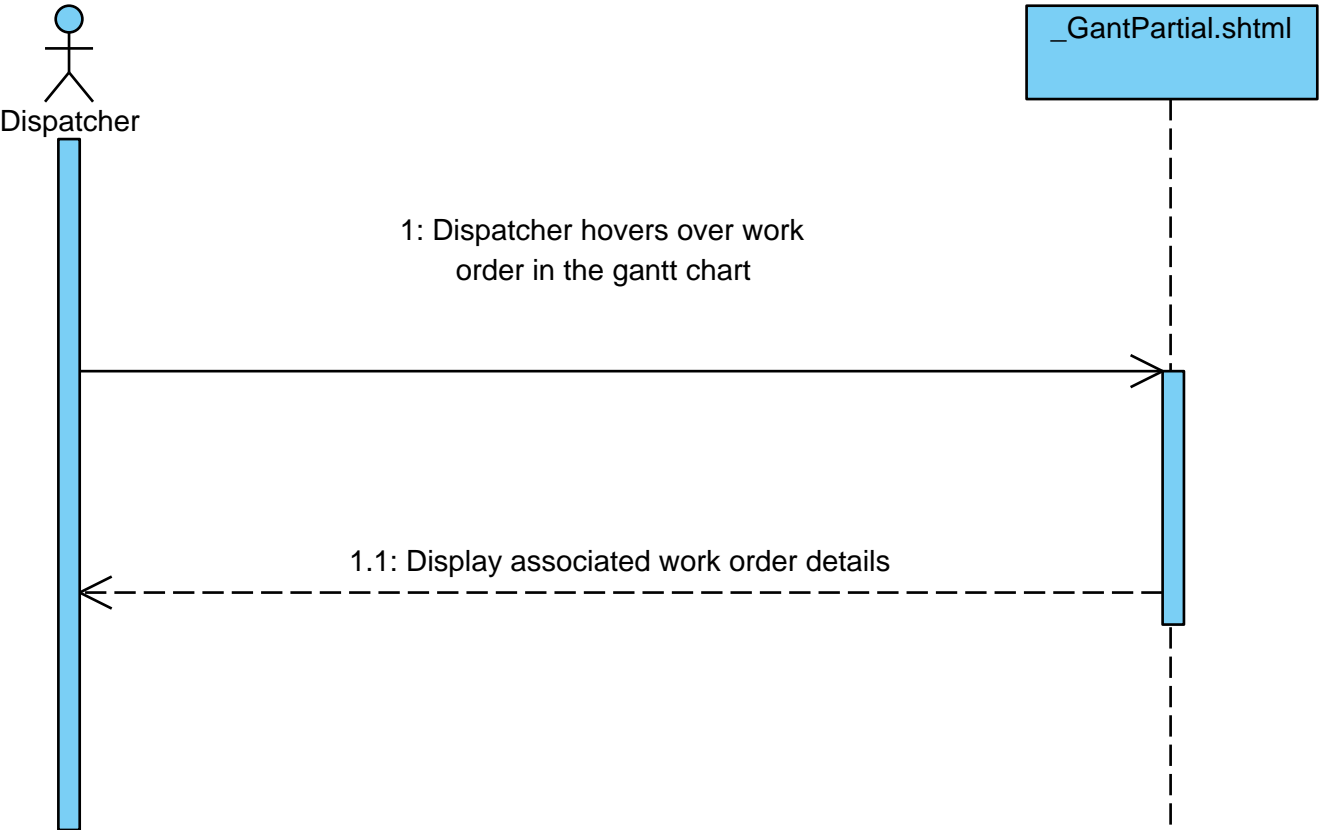 _GantPartial.shtml
Dispatcher
1: Dispatcher hovers over work
order in the gantt chart
1.1: Display associated work order details